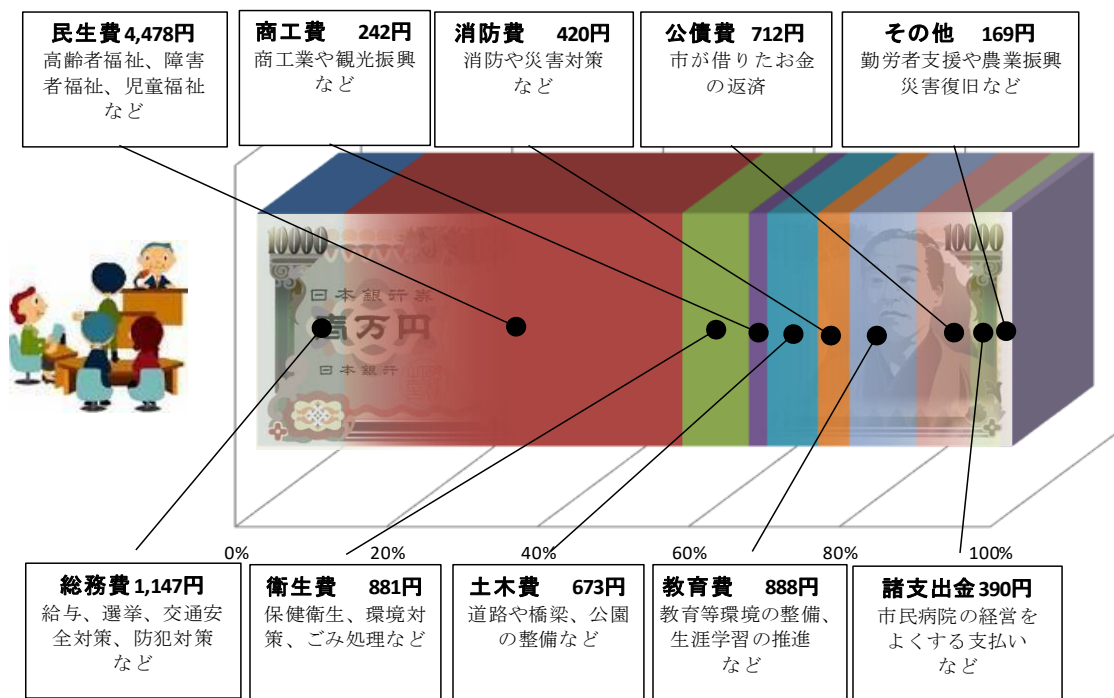 民生費 4,478円
高齢者福祉、障害
者福祉、児童福祉
など
商工費 242円
商工業や観光振興
など
消防費 420円
消防や災害対策
など
公債費 712円
市が借りたお金
の返済
その他 169円
勤労者支援や農業振興
災害復旧など
10000
10000
日本銀行券
壱万円
日本銀行
0%
20%
40%
60%
80%
100%
総務費 1,147円
給与、選挙、交通安
全対策、防犯対策
など
衛生費 881円
保健衛生、環境対
策、ごみ処理など
土木費 673円
道路や橋梁、公園
の整備など
教育費 888円
教育等環境の整備、
生涯学習の推進
など
諸支出金 390円
市民病院の経営を
よくする支払い
など